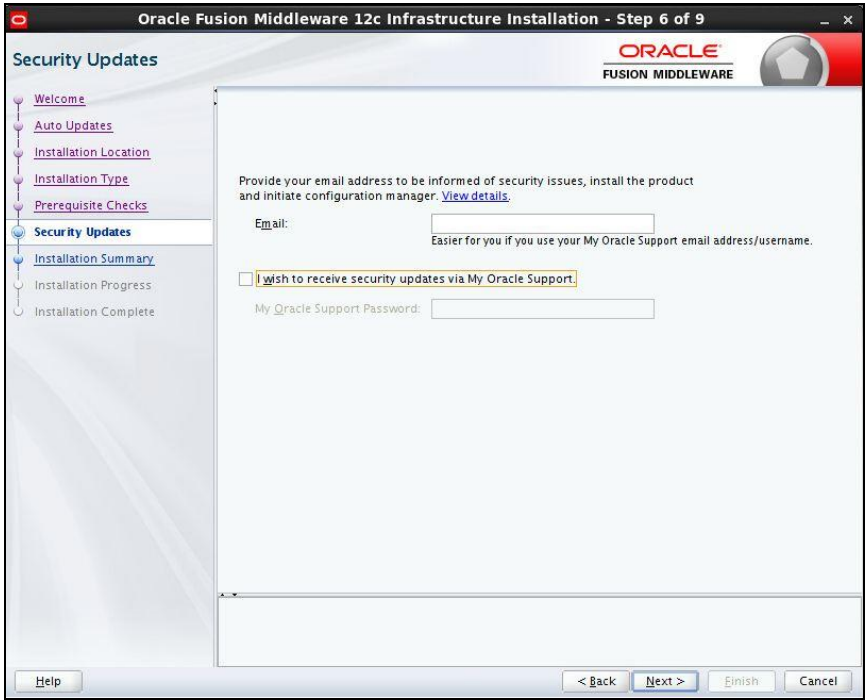 Oracle Fusion Middleware 12c Infrastructure Installation - Step 6 of 9
Security Updates
ORACLE
FUSION MIDDLEWARE
Welcome
Auto Updates
Installation Location
Installation Type
Prerequisite Checks
Security Updates
Installation Summary
Installation Progress
Installation Complete
Provide your email address to be informed of security issues, install the product
and initiate configuration manager. View details.
Email:
Easier for you if you use your My Oracle Support email address/username.
I wish to receive security updates via My Oracle Support.
My Oracle Support Password:
Help
< Back
Next >
Finish
Cancel